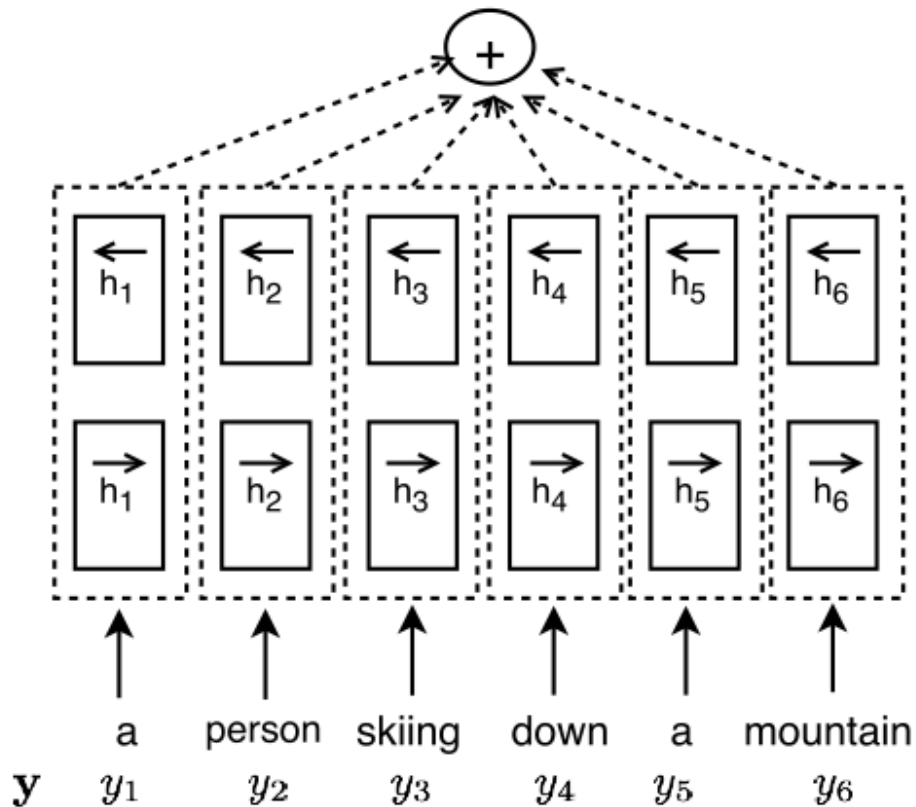 +
←h₁ ←h₂ ←h₃ ←h₄ ←h₅ ←h₆
→h₁ →h₂ →h₃ →h₄ →h₅ →h₆
a person skiing down a mountain
y y₁ y₂ y₃ y₄ y₅ y₆